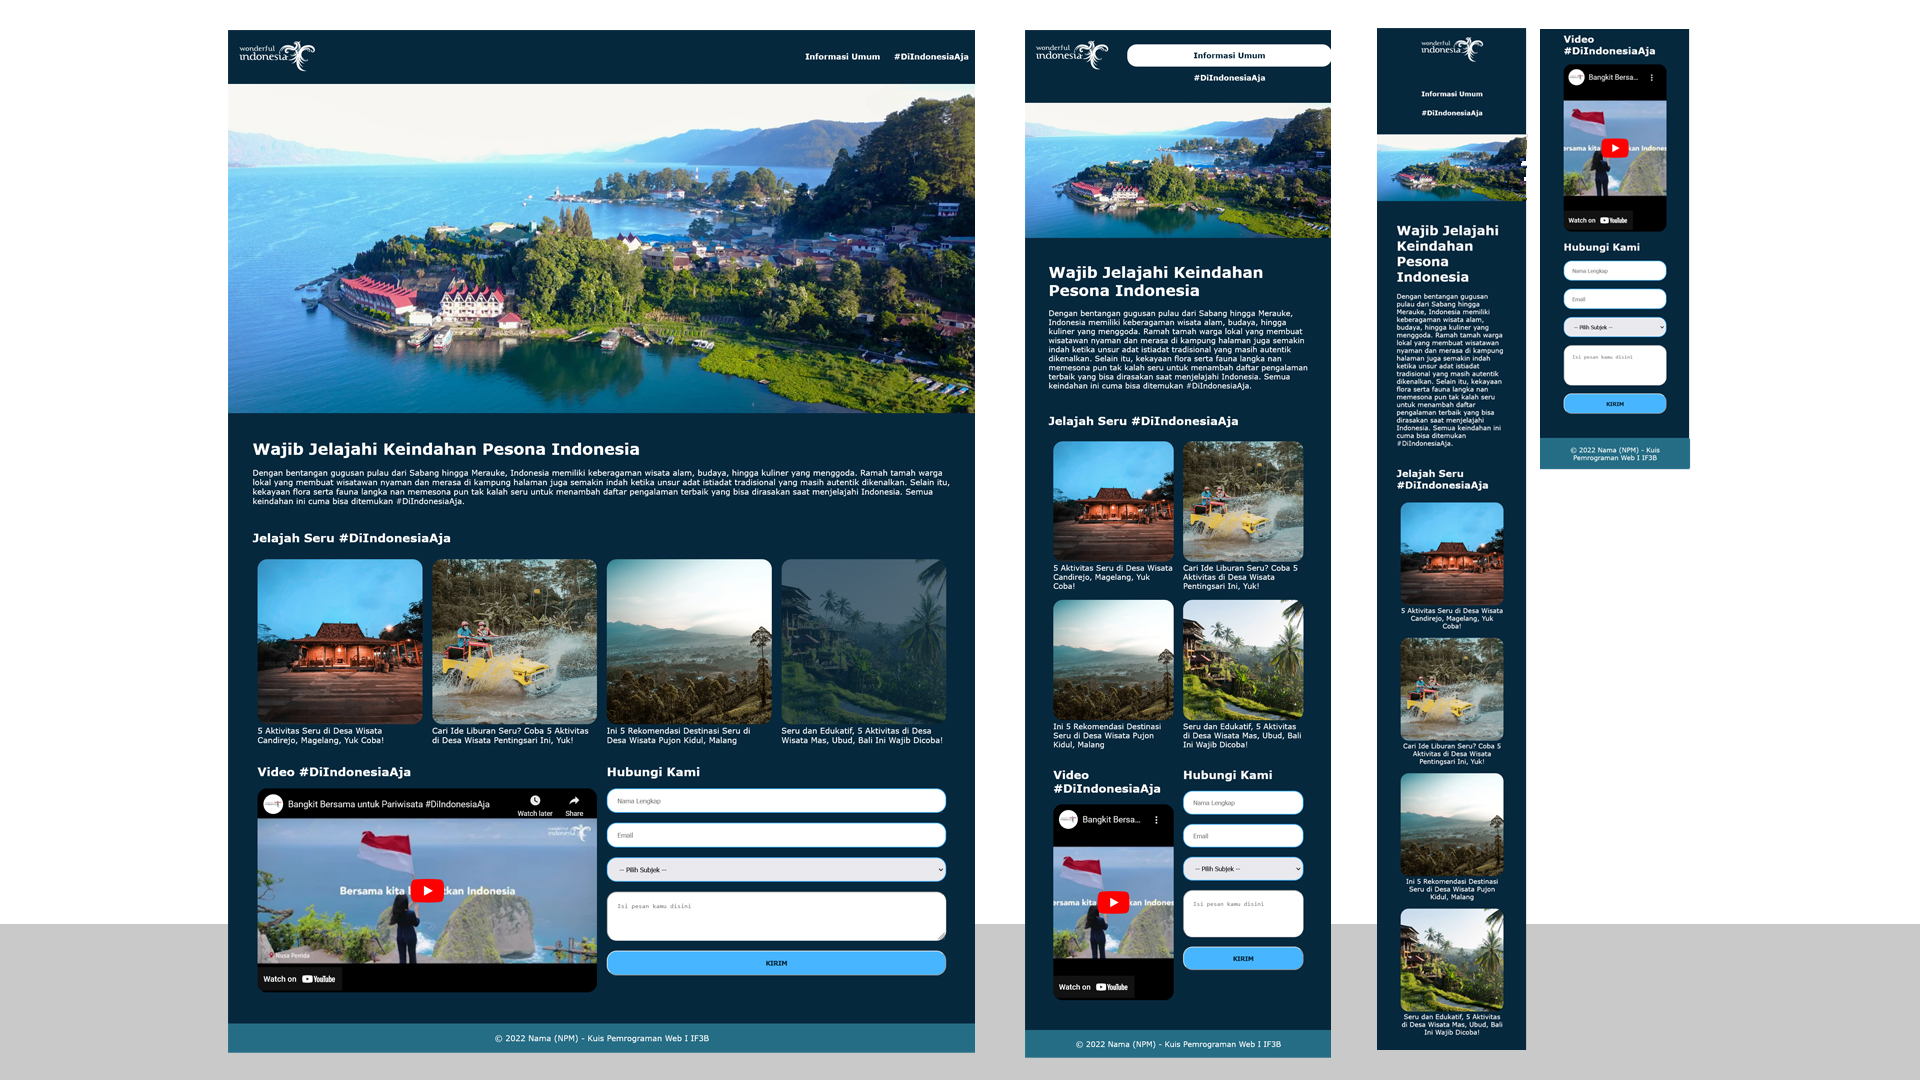 wonderful
indonesia
Informasi Umum
#DiIndonesiaAja
Wajib Jelajahi Keindahan Pesona Indonesia
Dengan bentangan gugusan pulau dari Sabang hingga Merauke, Indonesia memiliki keberagaman wisata alam, budaya, hingga kuliner yang menggoda. Ramah tamah warga
lokal yang membuat wisatawan nyaman dan merasa di kampung halaman juga semakin indah ketika unsur adat istiadat tradisional yang masih autentik dikenalkan. Selain itu,
kekayaan flora serta fauna langka nan memesona pun tak kalah seru untuk menambah daftar pengalaman terbaik yang bisa dirasakan saat menjelajahi Indonesia. Semua
keindahan ini cuma bisa ditemukan #DiIndonesiaAja.
Jelajah Seru #DiIndonesiaAja
5 Aktivitas Seru di Desa Wisata
Candirejo, Magelang, Yuk Coba!
Cari Ide Liburan Seru? Coba 5 Aktivitas
di Desa Wisata Pentingsari Ini, Yuk!
Ini 5 Rekomendasi Destinasi Seru di
Desa Wisata Pujon Kidul, Malang
Seru dan Edukatif, 5 Aktivitas di Desa
Wisata Mas, Ubud, Bali Ini Wajib Dicoba!
Video #DiIndonesiaAja
Bangkit Bersama untuk Pariwisata #DiIndonesiaAja
Watch later
Share
wonderful
indonesia
Bersama kita
kan Indonesia
Nusa Penida
Watch on YouTube
Hubungi Kami
Nama Lengkap
Email
-- Pilih Subjek --
Isi pesan kamu disini
KIRIM
© 2022 Nama (NPM) - Kuis Pemrograman Web I IF3B
wonderful
indonesia
Informasi Umum
#DiIndonesiaAja
Wajib Jelajahi Keindahan
Pesona Indonesia
Dengan bentangan gugusan pulau dari Sabang hingga Merauke,
Indonesia memiliki keberagaman wisata alam, budaya, hingga
kuliner yang menggoda. Ramah tamah warga lokal yang membuat
wisatawan nyaman dan merasa di kampung halaman juga semakin
indah ketika unsur adat istiadat tradisional yang masih autentik
dikenalkan. Selain itu, kekayaan flora serta fauna langka nan
memesona pun tak kalah seru untuk menambah daftar pengalaman
terbaik yang bisa dirasakan saat menjelajahi Indonesia. Semua
keindahan ini cuma bisa ditemukan #DiIndonesiaAja.
Jelajah Seru #DiIndonesiaAja
5 Aktivitas Seru di Desa Wisata
Candirejo, Magelang, Yuk
Coba!
Cari Ide Liburan Seru? Coba 5
Aktivitas di Desa Wisata
Pentingsari Ini, Yuk!
Ini 5 Rekomendasi Destinasi
Seru di Desa Wisata Pujon
Kidul, Malang
Seru dan Edukatif, 5 Aktivitas
di Desa Wisata Mas, Ubud, Bali
Ini Wajib Dicoba!
Video
#DiIndonesiaAja
Bangkit Bersa...
ersama kita
kan Indones
Watch on YouTube
Hubungi Kami
Nama Lengkap
Email
-- Pilih Subjek --
Isi pesan kamu disini
KIRIM
© 2022 Nama (NPM) - Kuis Pemrograman Web I IF3B
wonderful
indonesia
Informasi Umum
#DiIndonesiaAja
Wajib Jelajahi
Keindahan
Pesona
Indonesia
Dengan bentangan gugusan
pulau dari Sabang hingga
Merauke, Indonesia memiliki
keberagaman wisata alam,
budaya, hingga kuliner yang
menggoda. Ramah tamah warga
lokal yang membuat wisatawan
nyaman dan merasa di kampung
halaman juga semakin indah
ketika unsur adat istiadat
tradisional yang masih autentik
dikenalkan. Selain itu, kekayaan
flora serta fauna langka nan
memesona pun tak kalah seru
untuk menambah daftar
pengalaman terbaik yang bisa
dirasakan saat menjelajahi
Indonesia. Semua keindahan ini
cuma bisa ditemukan
#DiIndonesiaAja.
Jelajah Seru
#DiIndonesiaAja
5 Aktivitas Seru di Desa Wisata
Candirejo, Magelang, Yuk
Coba!
Cari Ide Liburan Seru? Coba 5
Aktivitas di Desa Wisata
Pentingsari Ini, Yuk!
Ini 5 Rekomendasi Destinasi
Seru di Desa Wisata Pujon
Kidul, Malang
Seru dan Edukatif, 5 Aktivitas
di Desa Wisata Mas, Ubud, Bali
Ini Wajib Dicoba!
Video
#DiIndonesiaAja
Bangkit Bersa...
ersama kita
kan Indones
Watch on YouTube
Hubungi Kami
Nama Lengkap
Email
-- Pilih Subjek --
Isi pesan kamu disini
KIRIM
© 2022 Nama (NPM) - Kuis
Pemrograman Web I IF3B